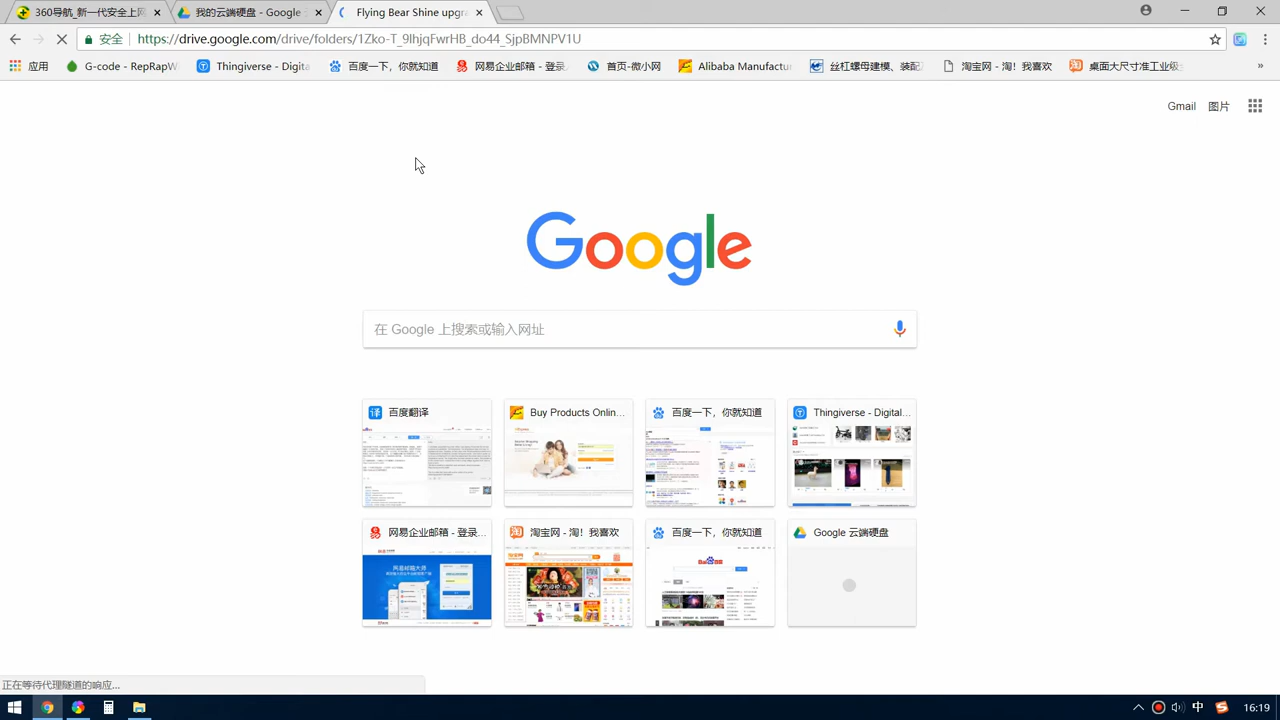 360导航_新一代安全上网
我的云端硬盘 - Google
Flying Bear Shine upgra
安全
https://drive.google.com/drive/folders/1Zko-T_9IhjqFwrHB_do44_SjpBMNPV1U
应用
G-code - RepRapWi
Thingiverse - Digita
百度一下，你就知道
网易企业邮箱 - 登录
首页-微小网
Alibaba Manufactur
丝杠螺母建模、装配
淘宝网 - 淘！我喜欢
桌面大尺寸准工业级
»
Gmail
图片
Google
在 Google 上搜索或输入网址
百度翻译
Buy Products Onlin...
百度一下，你就知道
Thingiverse - Digital...
网易企业邮箱 - 登录...
淘宝网 - 淘！我喜欢
百度一下，你就知道
Google 云端硬盘
正在等待代理隧道的响应...
中
16:19